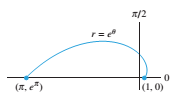 π/2
r = e^θ
0
(π, e^π)
(1, 0)